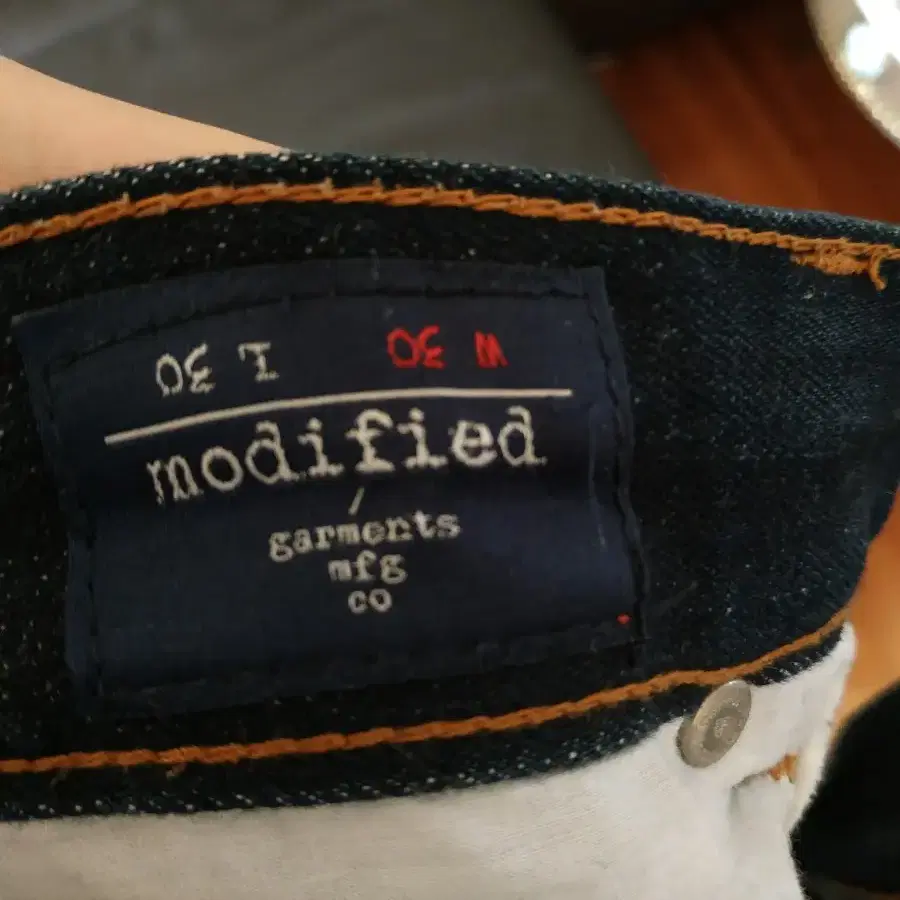 W 30 L 30
modified
garments
mfg
co